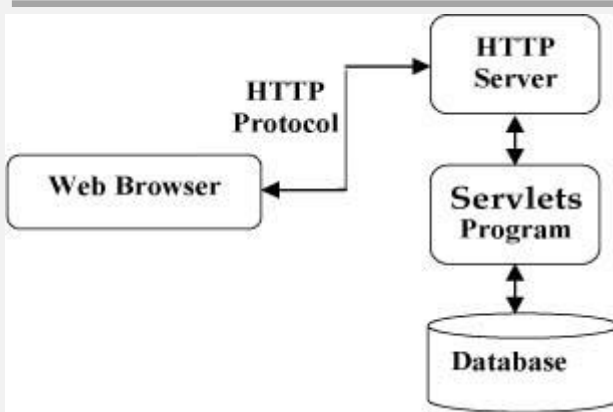 HTTP
Server
HTTP
Protocol
Web Browser
Servlets
Program
Database